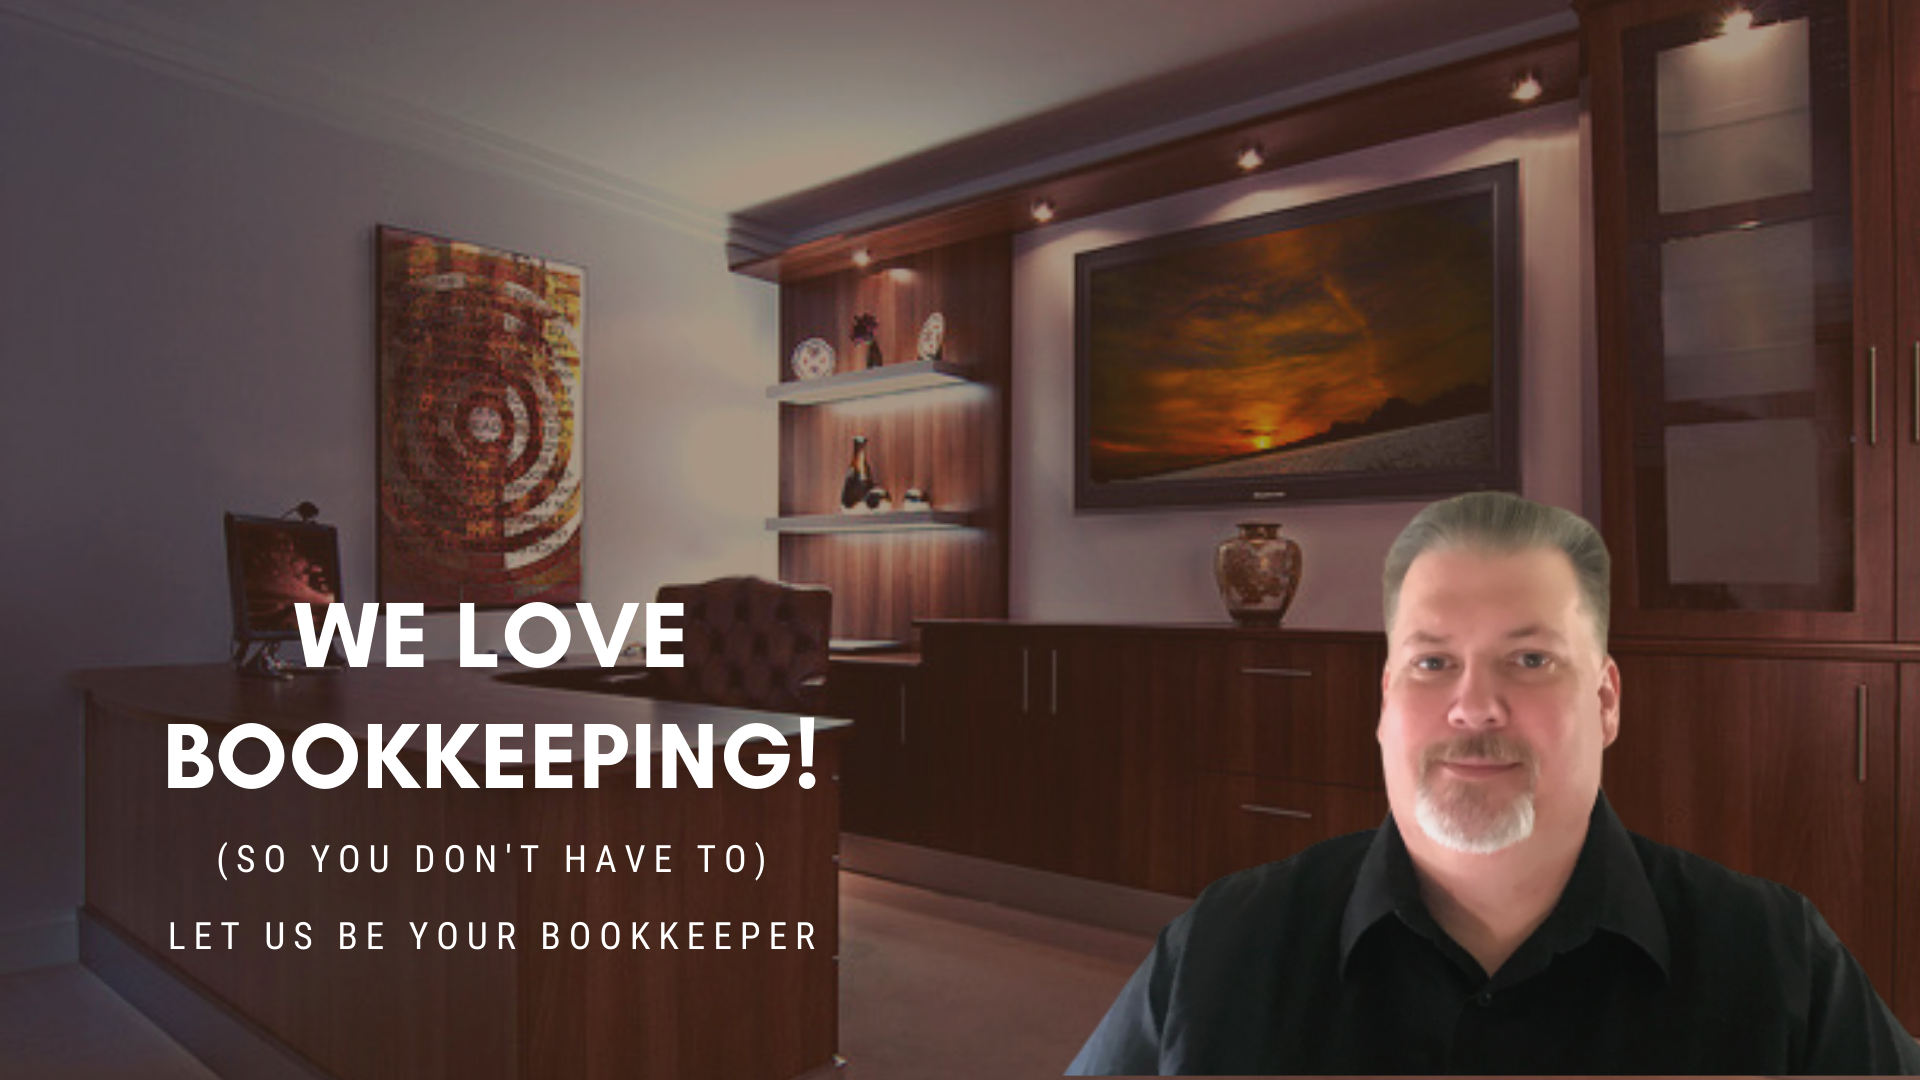 WE LOVE
BOOKKEEPING!
(SO YOU DON'T HAVE TO)
LET US BE YOUR BOOKKEEPER